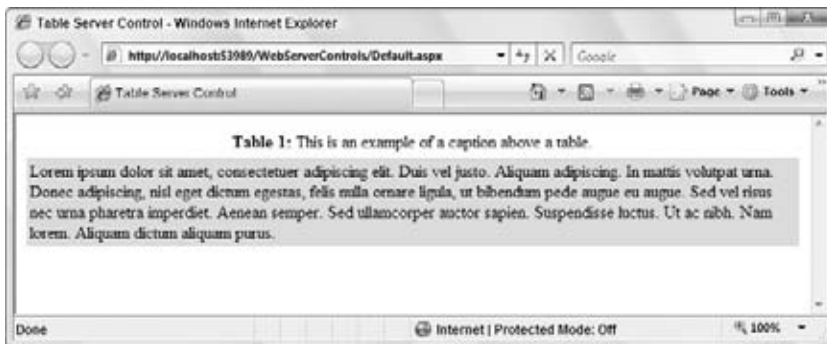 Table Server Control - Windows Internet Explorer
http://localhost:53989/WebServerControls/Default.aspx
Google
Table Server Control
Page Tools
Table 1: This is an example of a caption above a table.
Lorem ipsum dolor sit amet, consectetuer adipiscing elit. Duis vel justo. Aliquam adipiscing. In mattis volutpat urna.
Donec adipiscing, nisl eget dictum egestas, felis nulla ornare ligula, ut bibendum pede augue eu augue. Sed vel risus
nec urna pharetra imperdiet. Aenean semper. Sed ullamcorper auctor sapien. Suspendisse luctus. Ut ac nibh. Nam
lorem. Aliquam dictum aliquam purus.
Done
Internet | Protected Mode: Off
100%